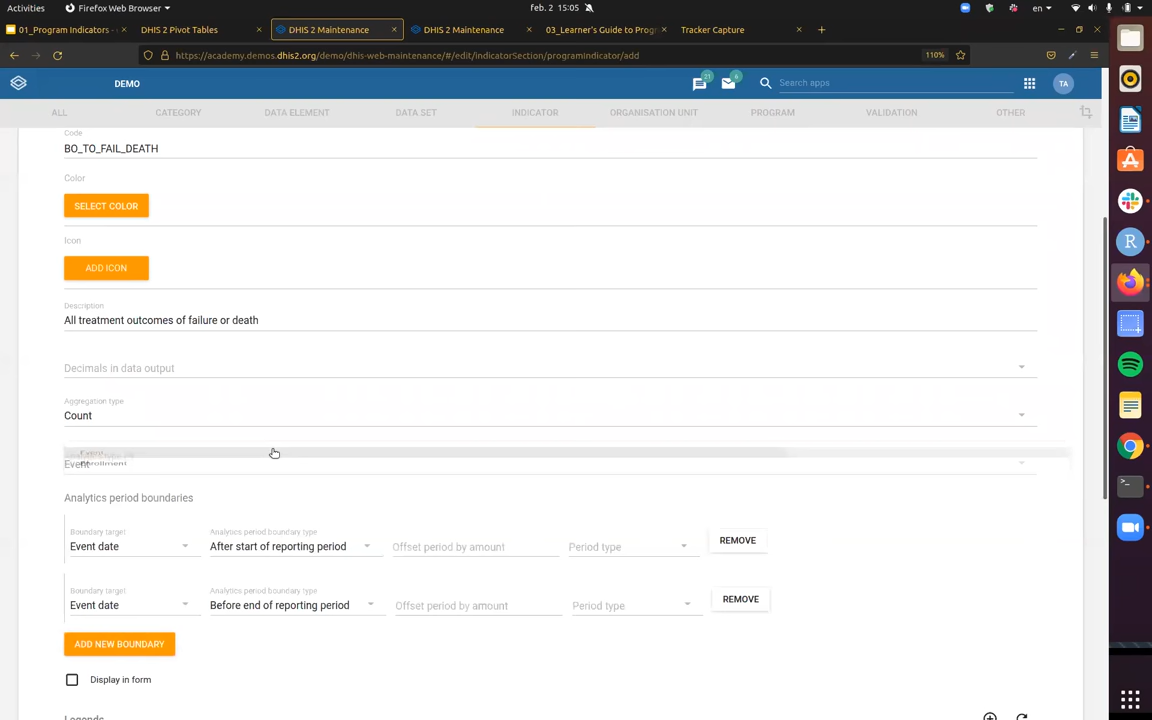 Activities
Firefox Web Browser
feb. 2 15:05
en
01_Program Indicators -
DHIS 2 Pivot Tables
DHIS 2 Maintenance
DHIS 2 Maintenance
03_Learner's Guide to Prog
Tracker Capture
https://academy.demos.dhis2.org/demo/dhis-web-maintenance/#/edit/indicatorSection/programIndicator/add
110%
DEMO
21
6
Search apps
TA
ALL
CATEGORY
DATA ELEMENT
DATA SET
INDICATOR
ORGANISATION UNIT
PROGRAM
VALIDATION
OTHER
Code
BO_TO_FAIL_DEATH
Color
SELECT COLOR
Icon
ADD ICON
Description
All treatment outcomes of failure or death
Decimals in data output
Aggregation type
Count
Event
Enrollment
Event
Analytics period boundaries
Boundary target
Analytics period boundary type
Event date
After start of reporting period
Offset period by amount
Period type
REMOVE
Boundary target
Analytics period boundary type
Event date
Before end of reporting period
Offset period by amount
Period type
REMOVE
ADD NEW BOUNDARY
Display in form
Legends